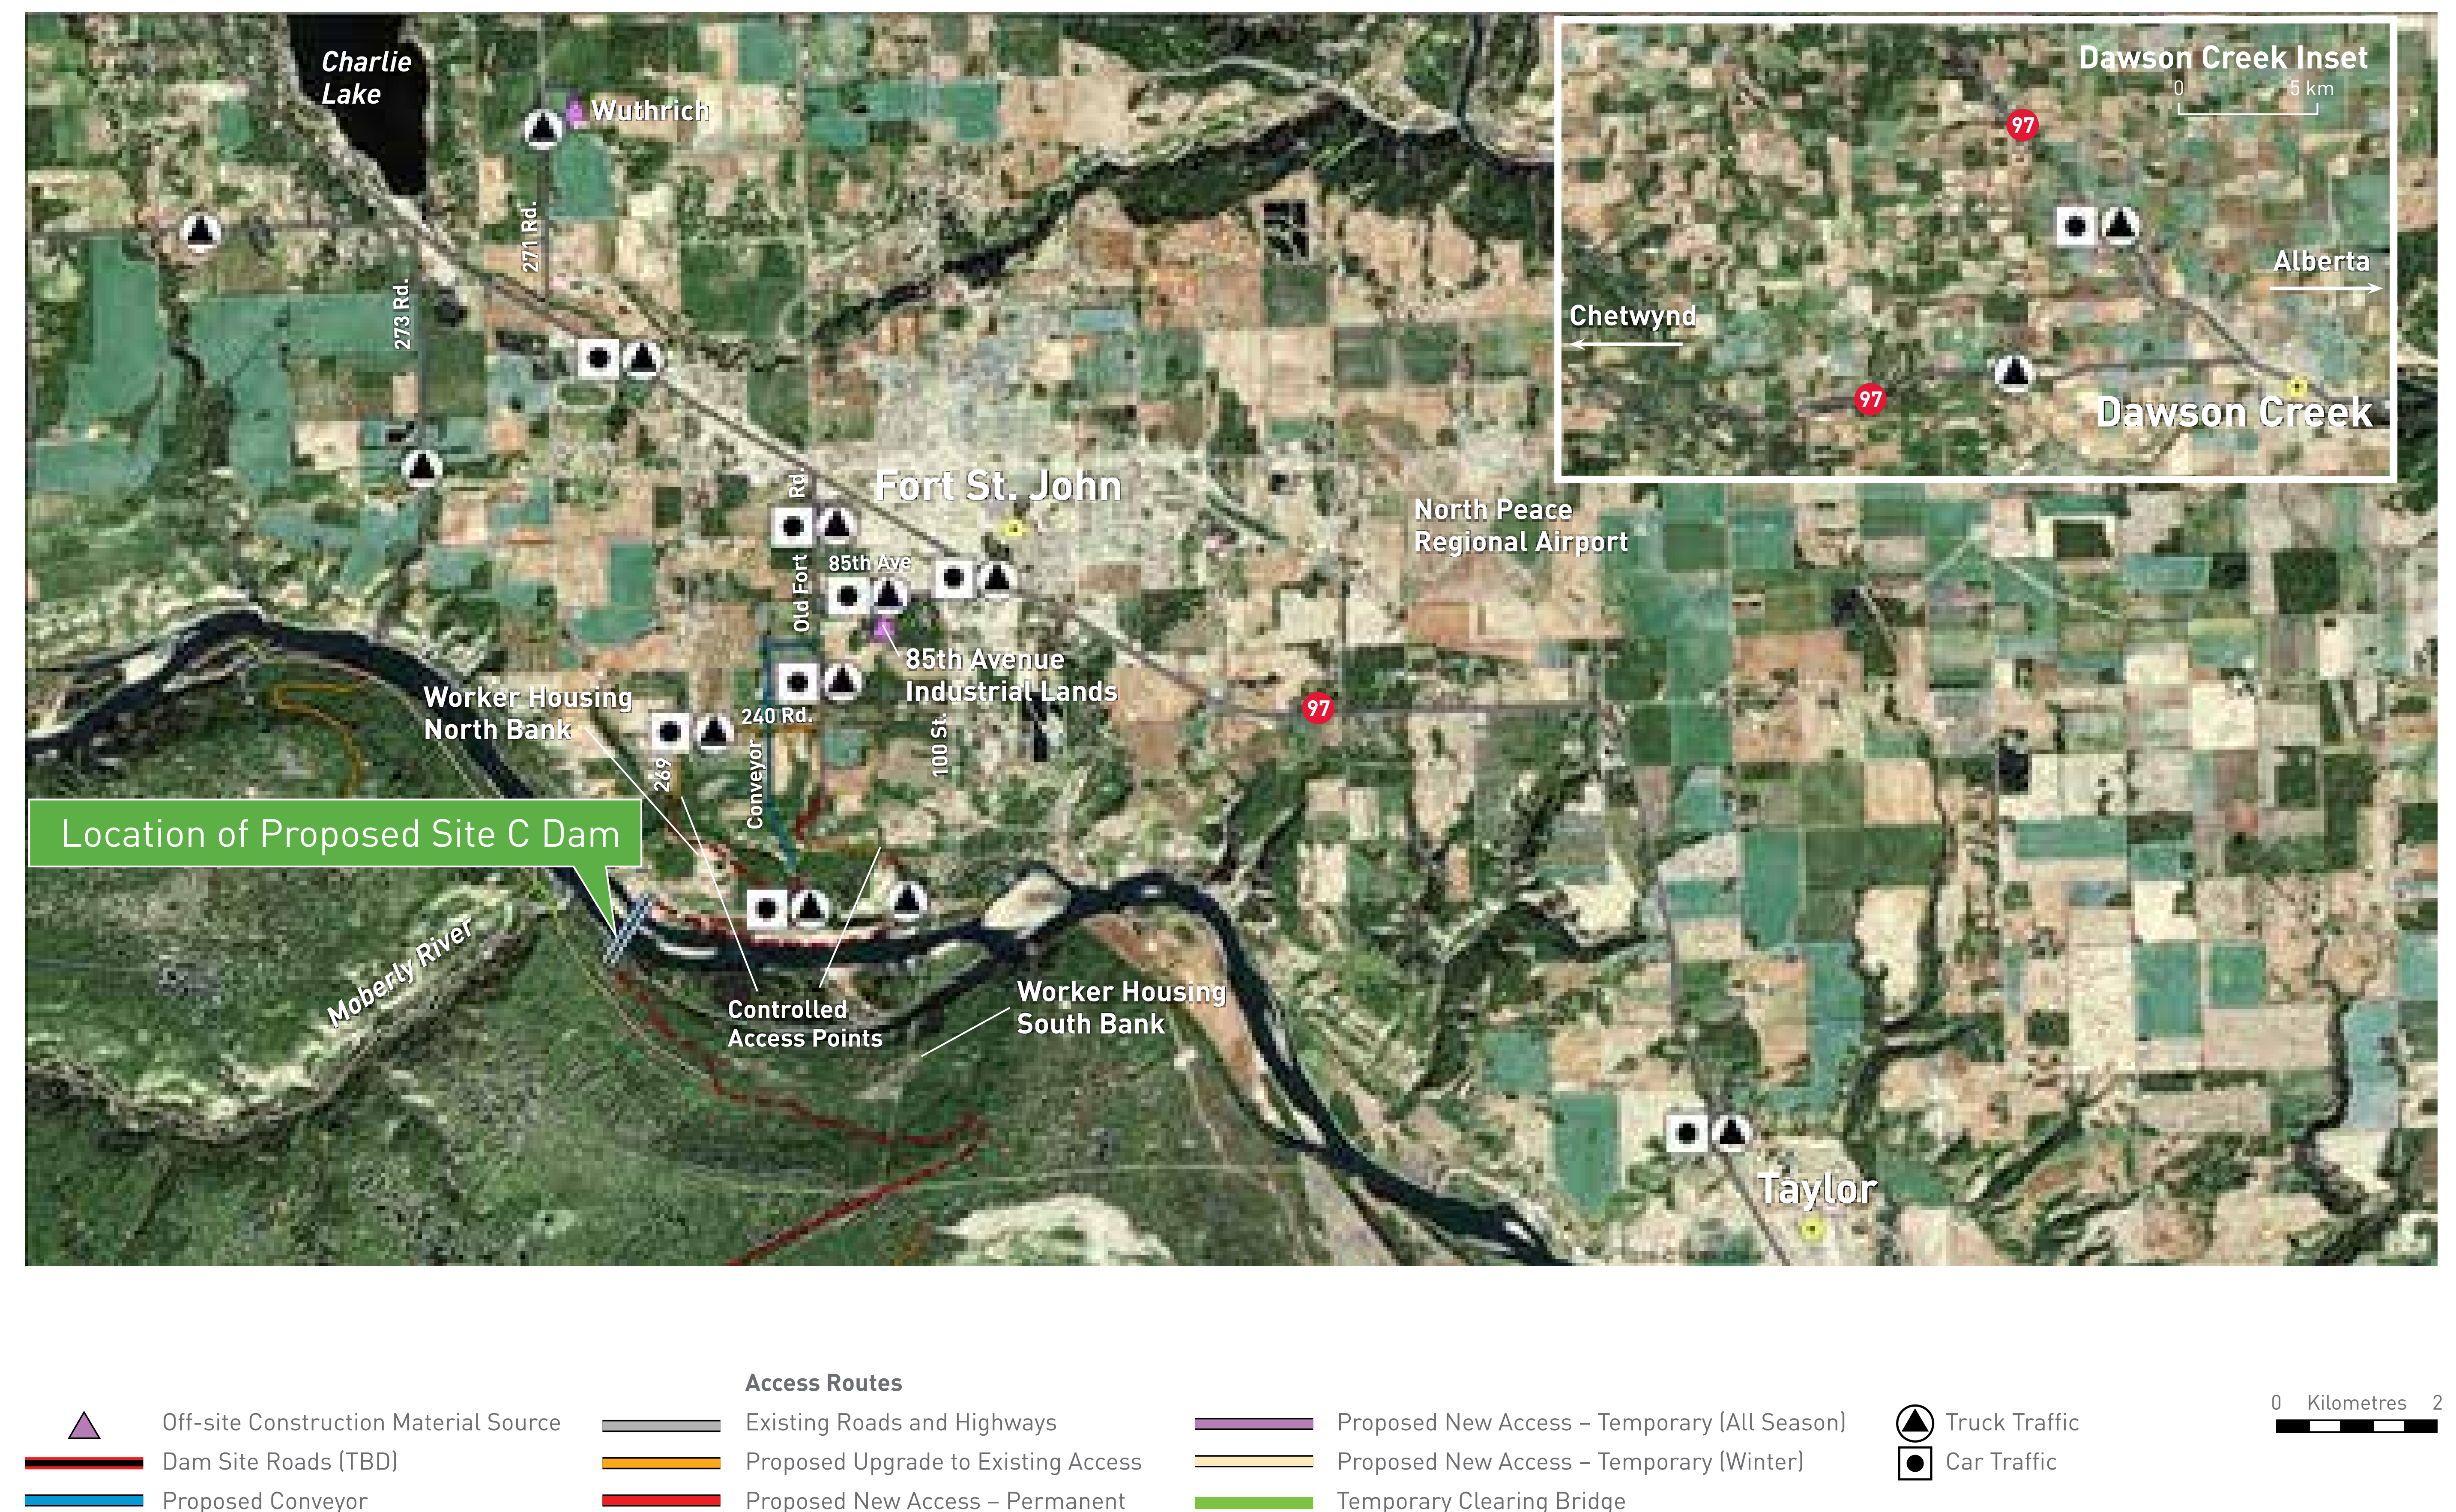 Charlie
Lake
Wuthrich
271 Rd.
273 Rd.
Dawson Creek Inset
0 5 km
97
Alberta
Chetwynd
97
Dawson Creek
Fort St. John
North Peace
Regional Airport
Old Fort Rd.
85th Ave
85th Avenue
Industrial Lands
Worker Housing
North Bank
240 Rd.
269
Conveyor
100 St.
97
Location of Proposed Site C Dam
Moberly River
Controlled
Access Points
Worker Housing
South Bank
Taylor
Access Routes
Off-site Construction Material Source
Dam Site Roads (TBD)
Proposed Conveyor
Existing Roads and Highways
Proposed Upgrade to Existing Access
Proposed New Access – Permanent
Proposed New Access – Temporary (All Season)
Proposed New Access – Temporary (Winter)
Temporary Clearing Bridge
Truck Traffic
Car Traffic
0 Kilometres 2